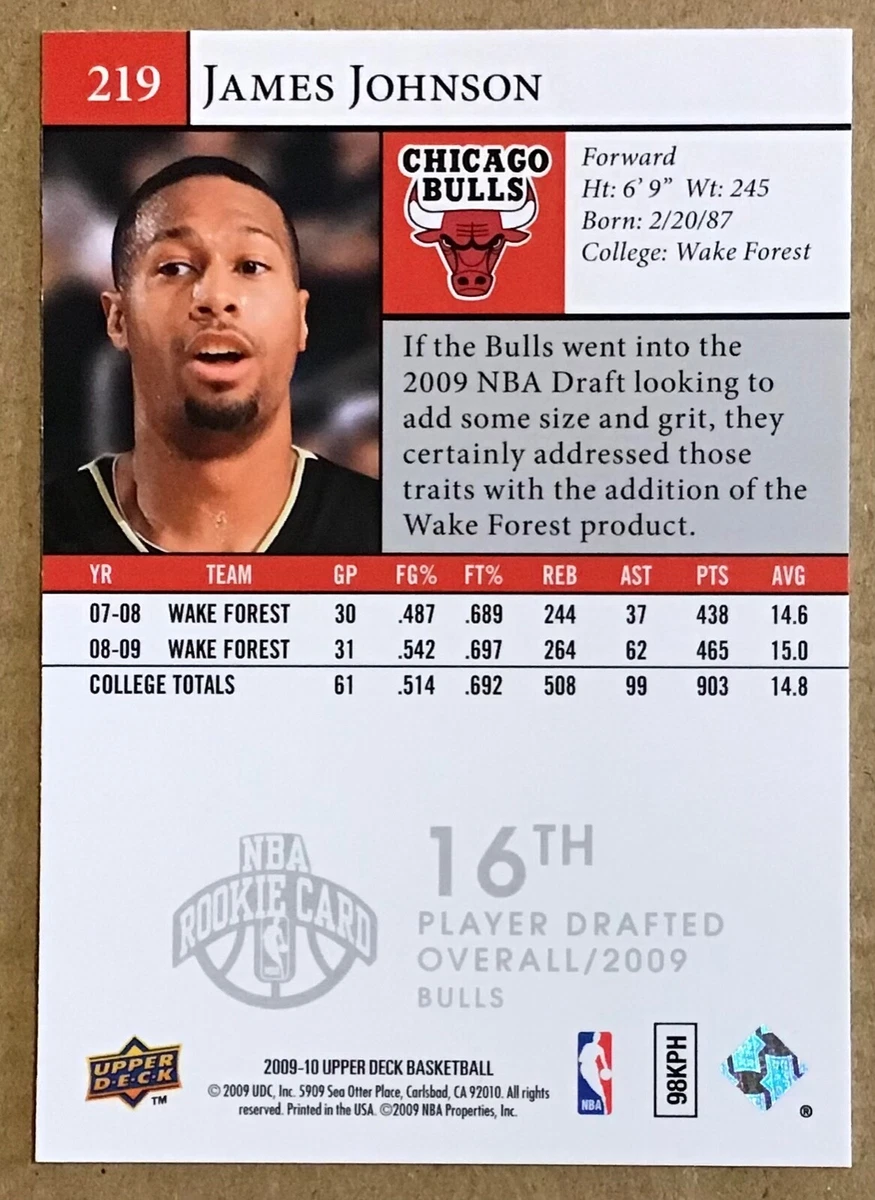 219 JAMES JOHNSON
CHICAGO
BULLS
Forward
Ht: 6' 9" Wt: 245
Born: 2/20/87
College: Wake Forest
If the Bulls went into the
2009 NBA Draft looking to
add some size and grit, they
certainly addressed those
traits with the addition of the
Wake Forest product.
YR TEAM GP FG% FT% REB AST PTS AVG
07-08 WAKE FOREST 30 .487 .689 244 37 438 14.6
08-09 WAKE FOREST 31 .542 .697 264 62 465 15.0
COLLEGE TOTALS 61 .514 .692 508 99 903 14.8
NBA
ROOKIE CARD
16TH
PLAYER DRAFTED
OVERALL/2009
BULLS
UPPER
D·E·C·K
TM
2009-10 UPPER DECK BASKETBALL
© 2009 UDC, Inc. 5909 Sea Otter Place, Carlsbad, CA 92010. All rights
reserved. Printed in the USA. ©2009 NBA Properties, Inc.
NBA
98KPH
®